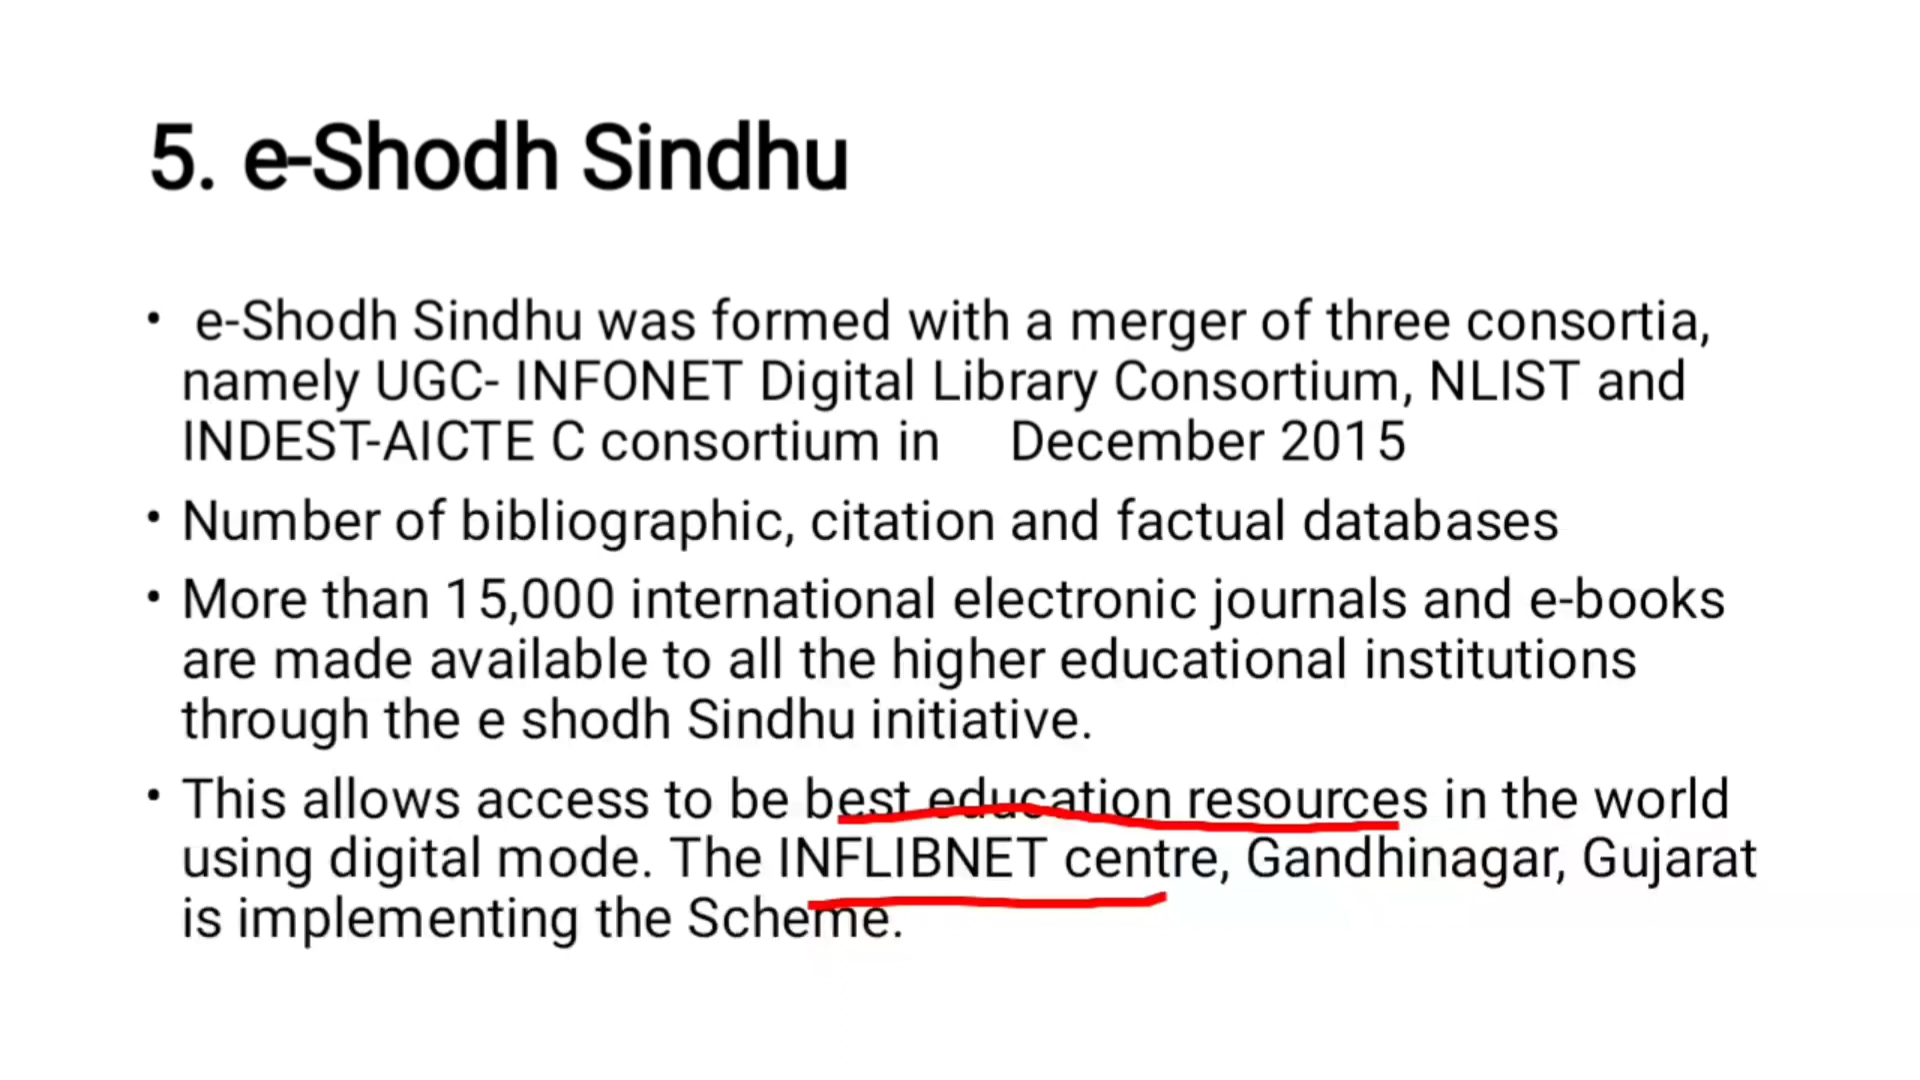 5. e-Shodh Sindhu
• e-Shodh Sindhu was formed with a merger of three consortia,
namely UGC- INFONET Digital Library Consortium, NLIST and
INDEST-AICTE C consortium in December 2015
• Number of bibliographic, citation and factual databases
• More than 15,000 international electronic journals and e-books
are made available to all the higher educational institutions
through the e shodh Sindhu initiative.
• This allows access to be best education resources in the world
using digital mode. The INFLIBNET centre, Gandhinagar, Gujarat
is implementing the Scheme.